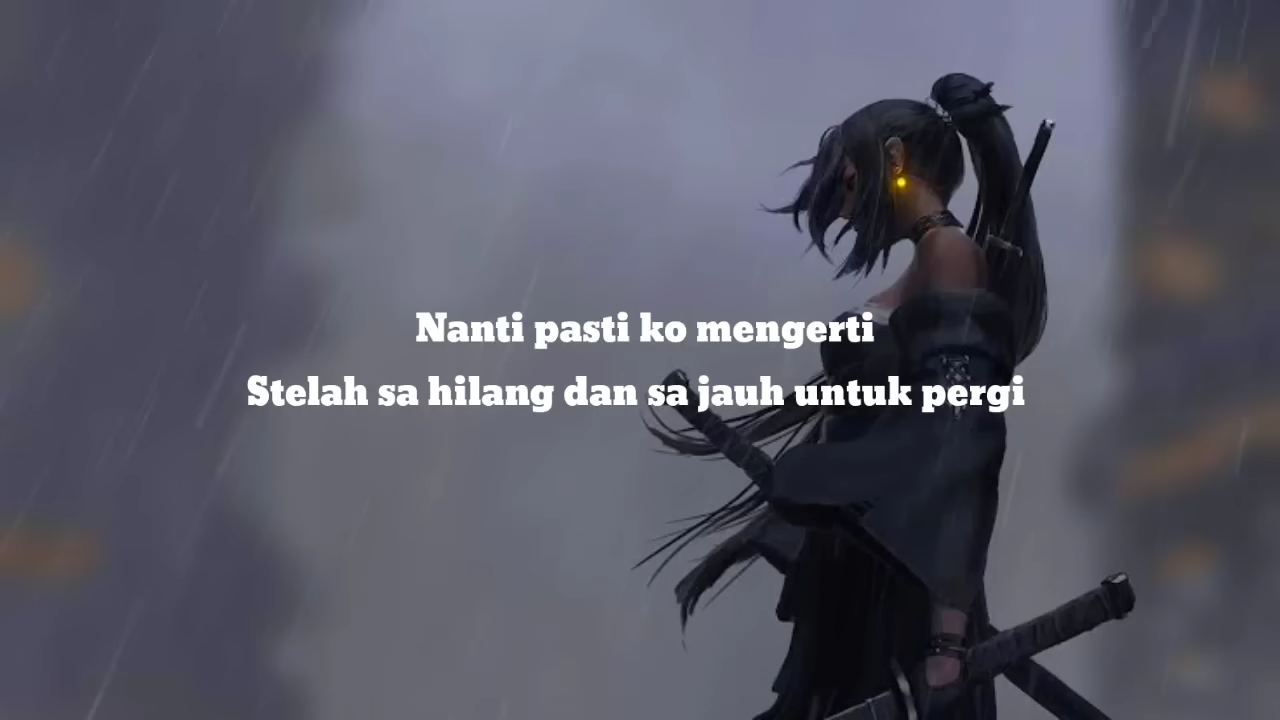 Nanti pasti ko mengerti
Stelah sa hilang dan sa jauh untuk pergi